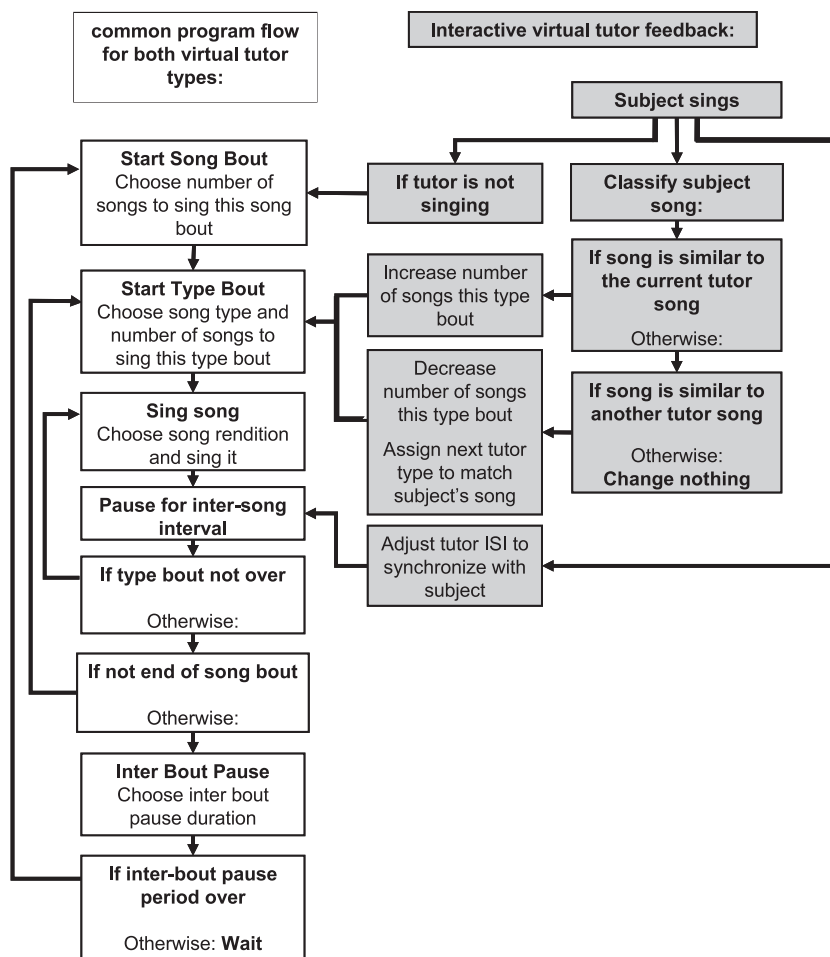 common program flow
for both virtual tutor
types:
Interactive virtual tutor feedback:
Subject sings
Start Song Bout
Choose number of
songs to sing this song
bout
If tutor is not
singing
Classify subject
song:
Start Type Bout
Choose song type and
number of songs to
sing this type bout
Increase number
of songs this type
bout
If song is similar to
the current tutor
song
Otherwise:
Sing song
Choose song rendition
and sing it
Decrease
number of songs
this type bout
Assign next tutor
type to match
subject's song
If song is similar to
another tutor song
Otherwise:
Change nothing
Pause for inter-song
interval
Adjust tutor ISI to
synchronize with
subject
If type bout not over
Otherwise:
If not end of song bout
Otherwise:
Inter Bout Pause
Choose inter bout
pause duration
If inter-bout pause
period over
Otherwise: Wait